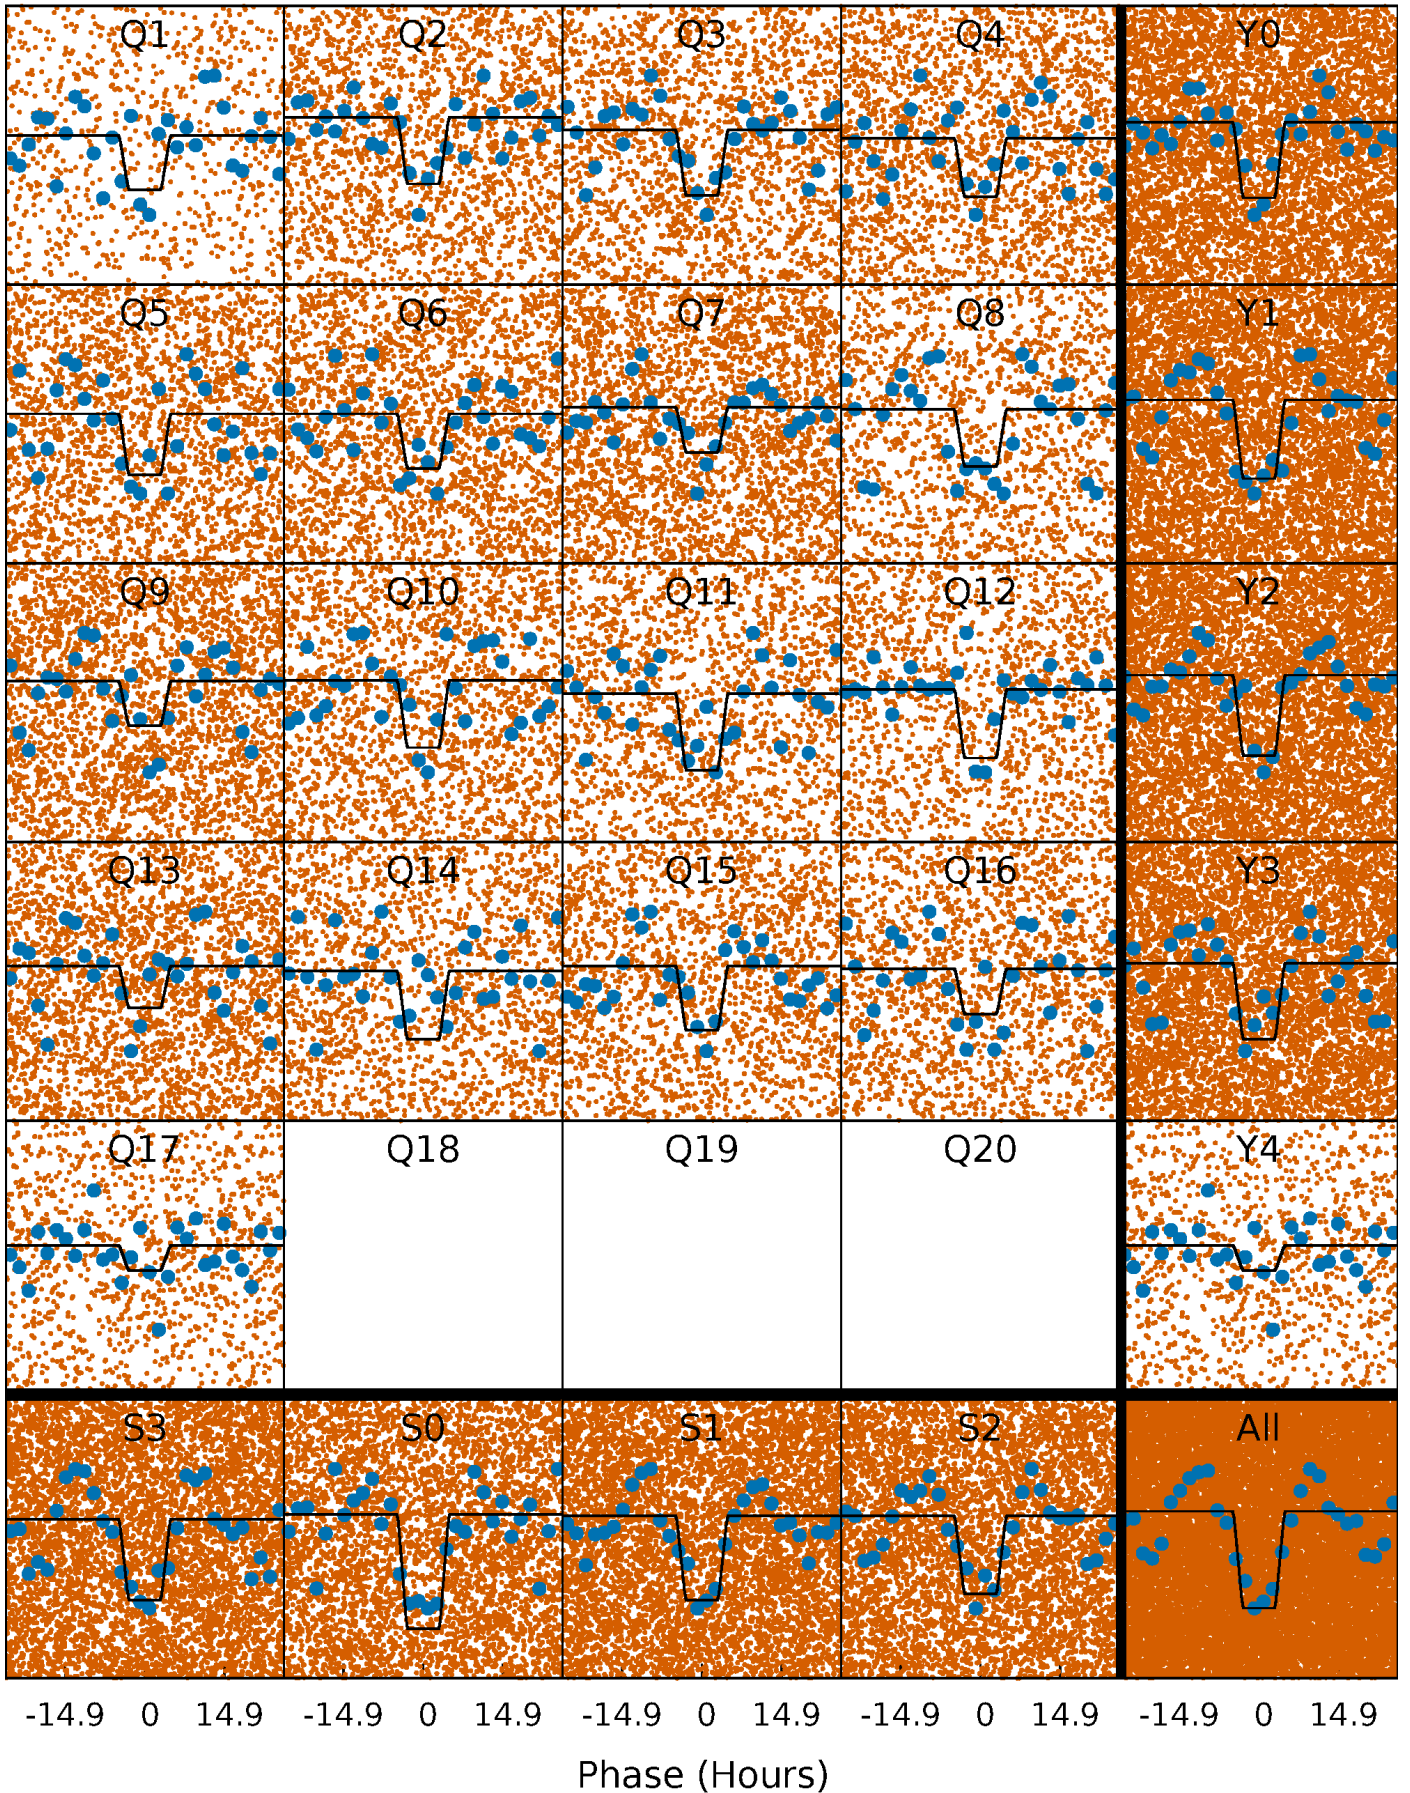 Q1 Q2 Q3 Q4 Y0
Q5 Q6 Q7 Q8 Y1
Q9 Q10 Q11 Q12 Y2
Q13 Q14 Q15 Q16 Y3
Q17 Q18 Q19 Q20 Y4
S3 S0 S1 S2 All
-14.9 0 14.9 -14.9 0 14.9 -14.9 0 14.9 -14.9 0 14.9 -14.9 0 14.9
Phase (Hours)